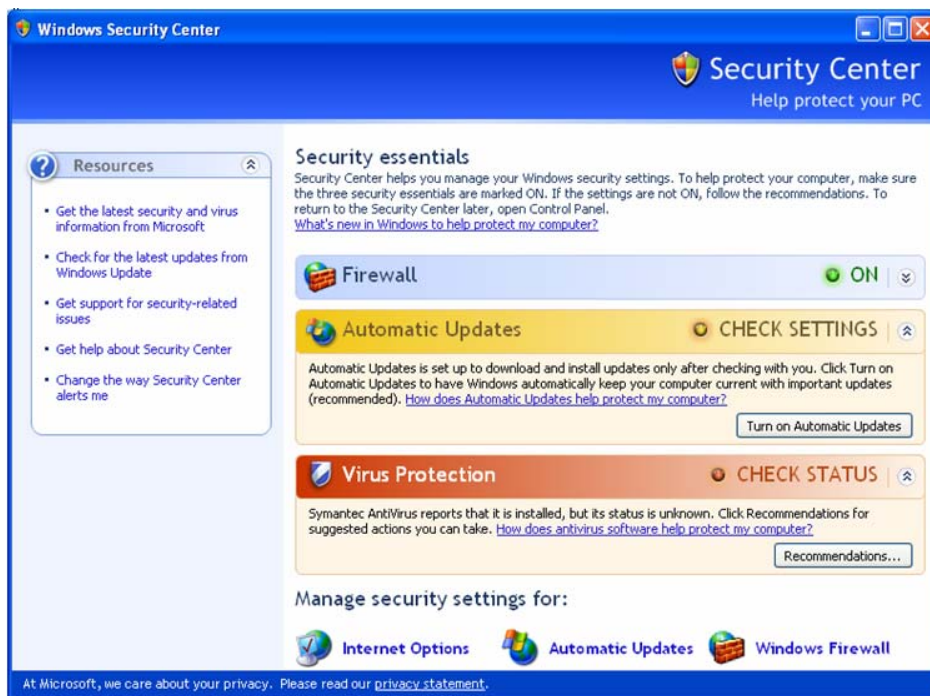 Windows Security Center
Security Center
Help protect your PC
Resources
• Get the latest security and virus
information from Microsoft
• Check for the latest updates from
Windows Update
• Get support for security-related
issues
• Get help about Security Center
• Change the way Security Center
alerts me
Security essentials
Security Center helps you manage your Windows security settings. To help protect your computer, make sure
the three security essentials are marked ON. If the settings are not ON, follow the recommendations. To
return to the Security Center later, open Control Panel.
What's new in Windows to help protect my computer?
Firewall ON
Automatic Updates CHECK SETTINGS
Automatic Updates is set up to download and install updates only after checking with you. Click Turn on
Automatic Updates to have Windows automatically keep your computer current with important updates
(recommended). How does Automatic Updates help protect my computer?
Turn on Automatic Updates
Virus Protection CHECK STATUS
Symantec AntiVirus reports that it is installed, but its status is unknown. Click Recommendations for
suggested actions you can take. How does antivirus software help protect my computer?
Recommendations...
Manage security settings for:
Internet Options Automatic Updates Windows Firewall
At Microsoft, we care about your privacy. Please read our privacy statement.